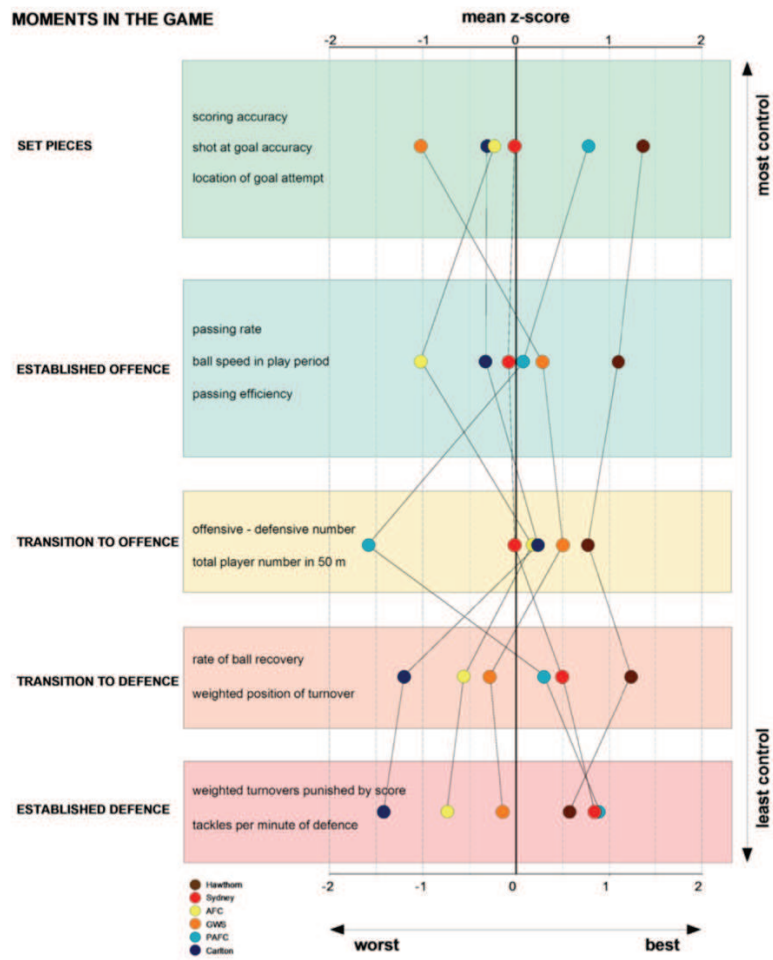 MOMENTS IN THE GAME
mean z-score
-2 -1 0 1 2
most control
SET PIECES
scoring accuracy
shot at goal accuracy
location of goal attempt
ESTABLISHED OFFENCE
passing rate
ball speed in play period
passing efficiency
TRANSITION TO OFFENCE
offensive - defensive number
total player number in 50 m
TRANSITION TO DEFENCE
rate of ball recovery
weighted position of turnover
ESTABLISHED DEFENCE
weighted turnovers punished by score
tackles per minute of defence
least control
-2 -1 0 1 2
Hawthorn
Sydney
AFC
GWS
PAFC
Carlton
worst best